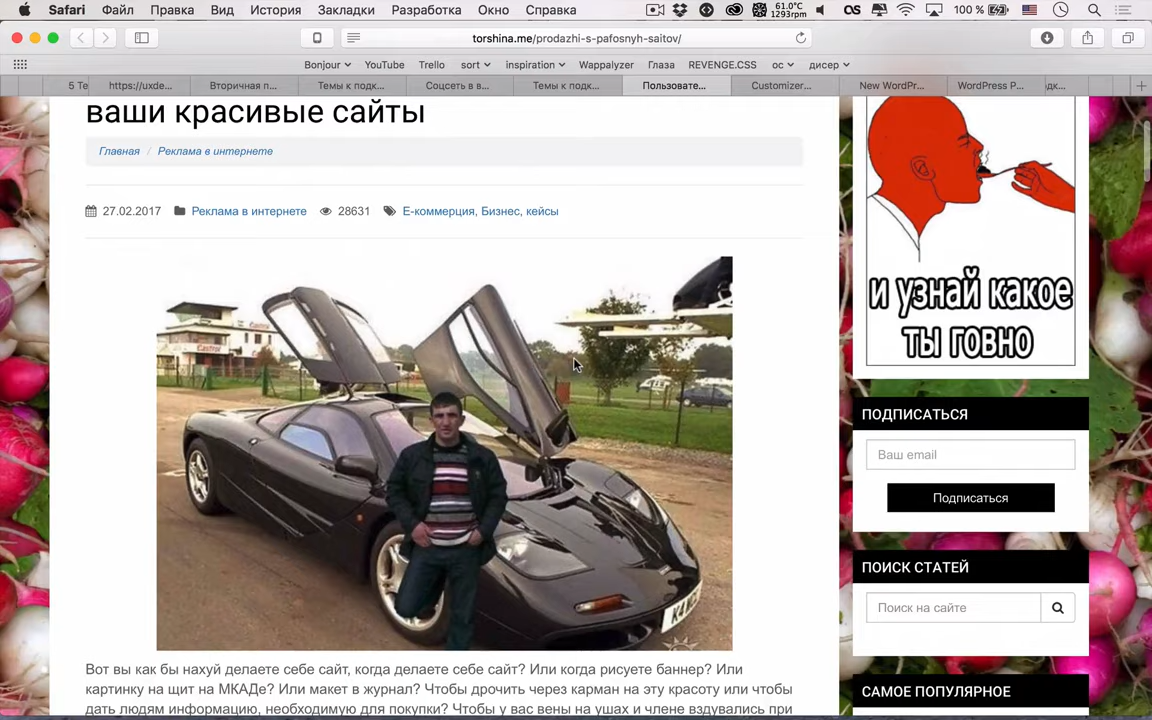 Safari Файл Правка Вид История Закладки Разработка Окно Справка 61.0°C 1293rpm 100 %
torshina.me/prodazhi-s-pafosnyh-saitov/
Bonjour YouTube Trello sort inspiration Wappalyzer Глаза REVENGE.CSS ос дисер
5 Te https://uxde... Вторичная п... Темы к подк... Соцсеть в в... Темы к подк... Пользовате... Customizer... New WordPr... WordPress P... дк...
ваши красивые сайты
Главная / Реклама в интернете
27.02.2017 Реклама в интернете 28631 Е-коммерция, Бизнес, кейсы
Castrol
Castrol
Вот вы как бы нахуй делаете себе сайт, когда делаете себе сайт? Или когда рисуете баннер? Или
картинку на щит на МКАДе? Или макет в журнал? Чтобы дрочить через карман на эту красоту или чтобы
дать людям информацию, необходимую для покупки? Чтобы у вас вены на ушах и члене вздувались при
и узнай какое
ты говно
ПОДПИСАТЬСЯ
Ваш email
Подписаться
ПОИСК СТАТЕЙ
Поиск на сайте
САМОЕ ПОПУЛЯРНОЕ